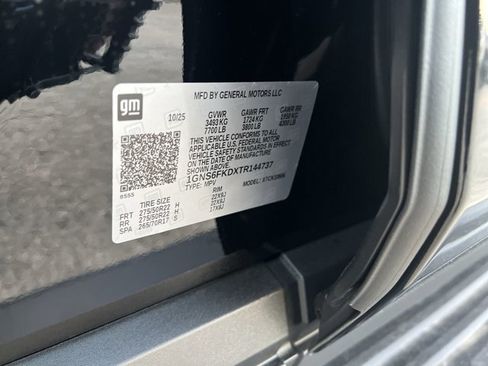 gm
MFD BY GENERAL MOTORS LLC
10/25 GVWR GAWR FRT GAWR RR
3493 KG 1724 KG 1950 KG
7700 LB 3800 LB 4300 LB
THIS VEHICLE CONFORMS TO ALL
APPLICABLE U.S. FEDERAL MOTOR
VEHICLE SAFETY STANDARDS IN
EFFECT ON THE DATE OF MANUFACTURE
SHOWN ABOVE.
1GNS6FKDXTR144737
TYPE: MPV
TIRE SIZE RIM
FRT 275/50R22 H 22X9J
RR 275/50R22 H 22X9J
SPA 265/70R17 S 17X8J